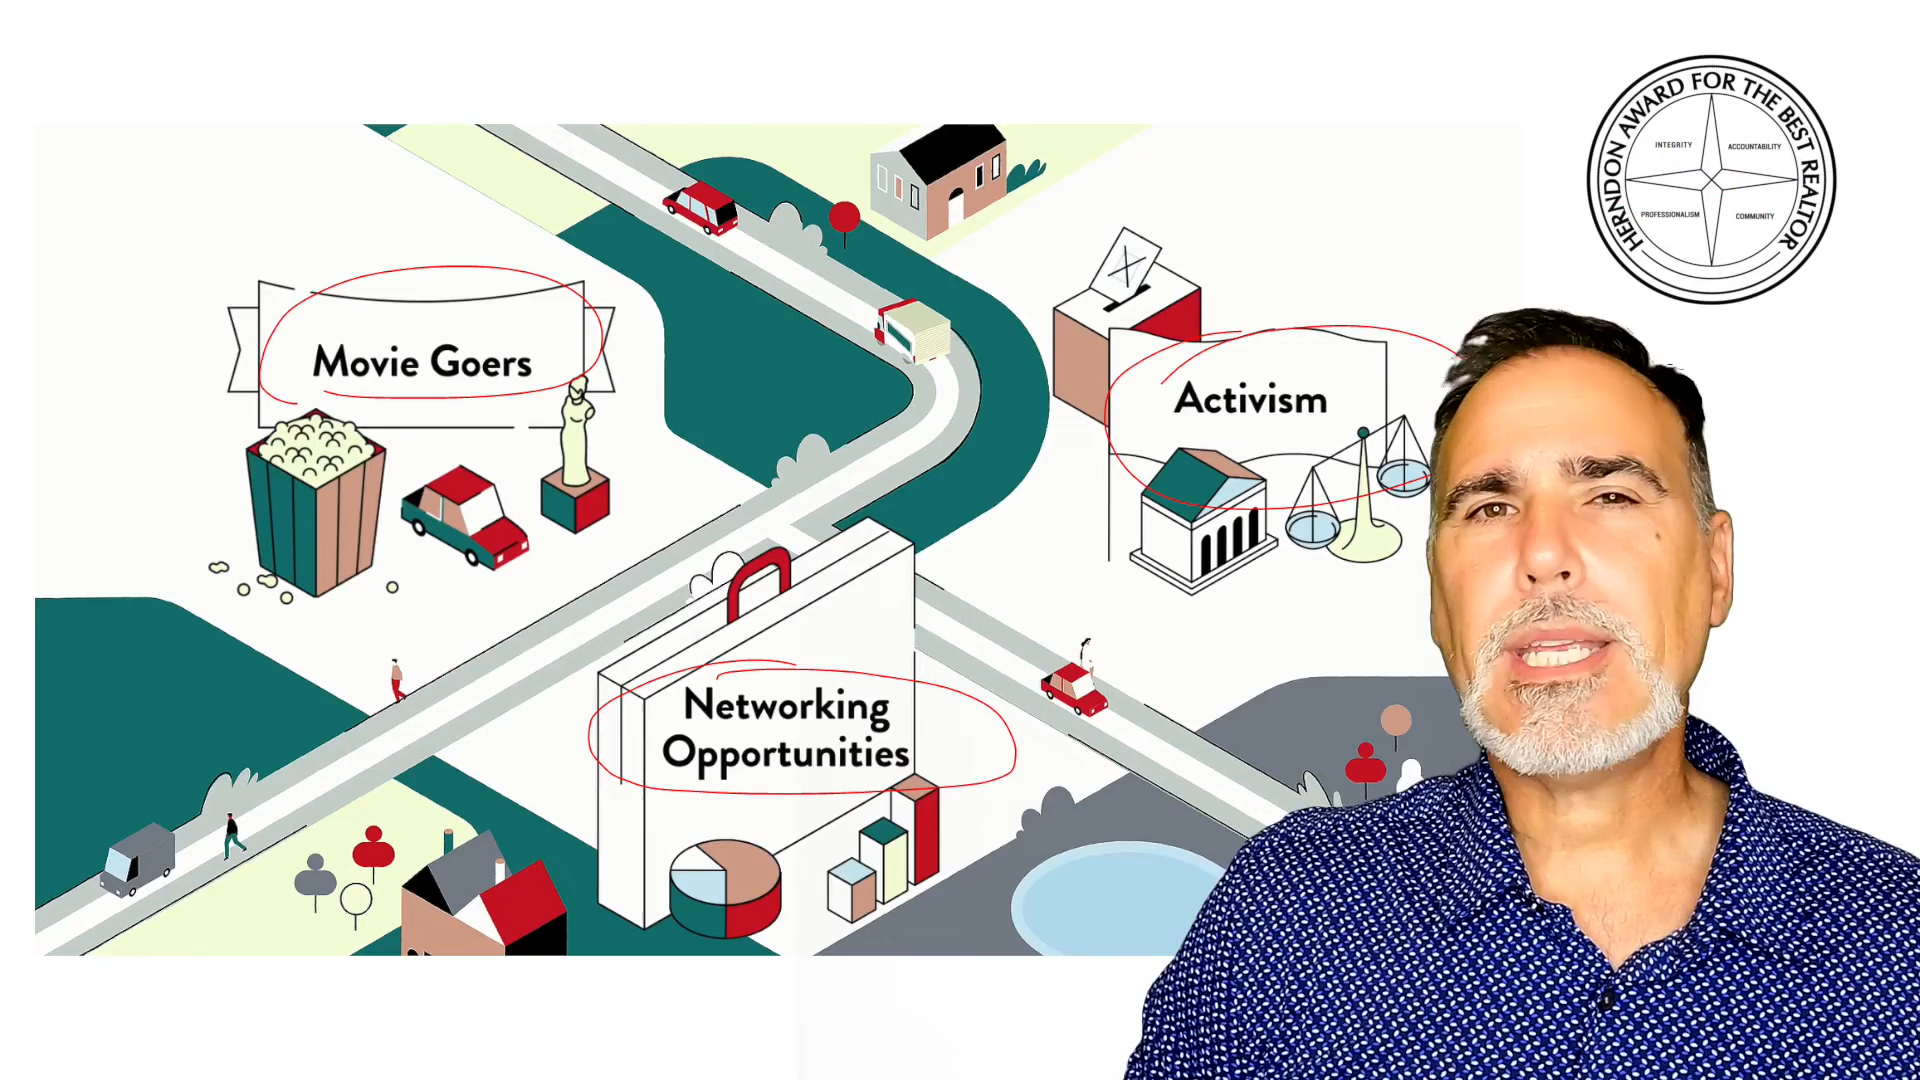 HERNDON AWARD FOR THE BEST REALTOR
INTEGRITY
ACCOUNTABILITY
PROFESSIONALISM
COMMUNITY
Movie Goers
Activism
Networking
Opportunities